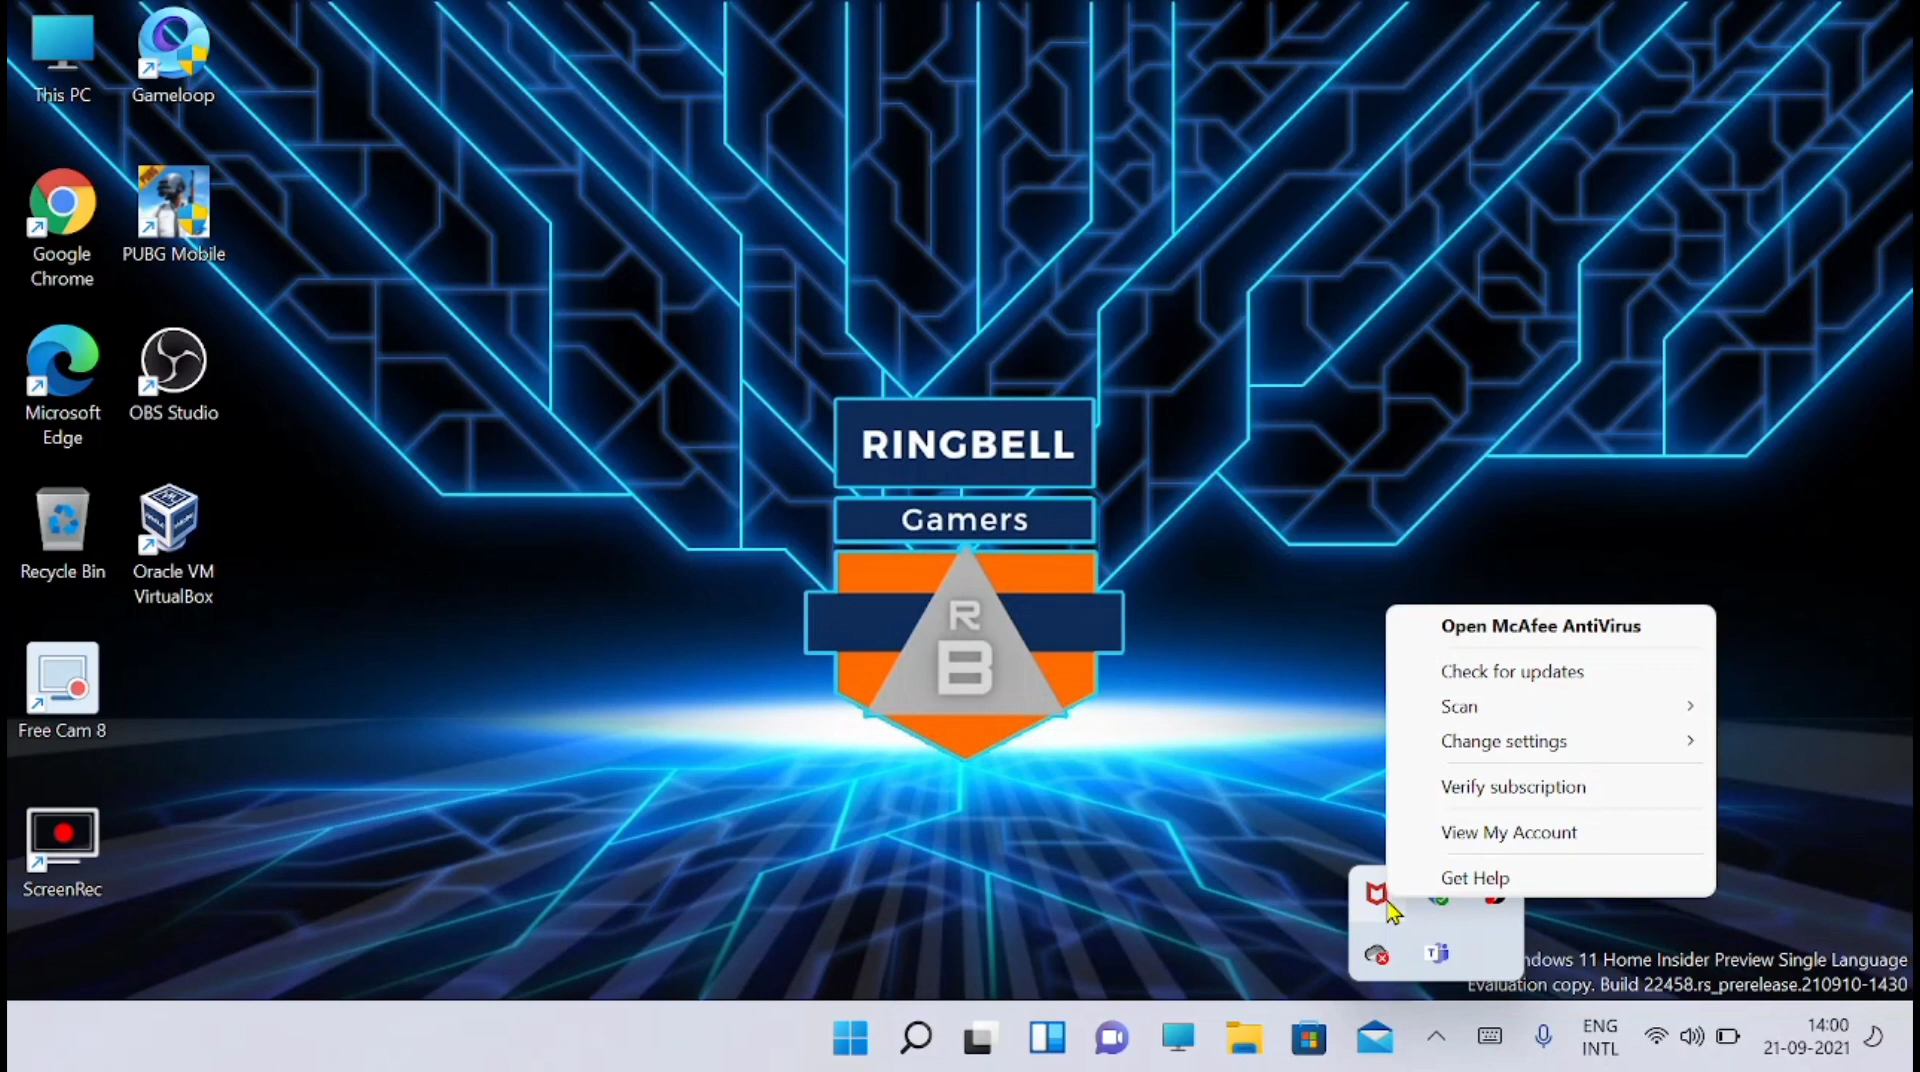 This PC
Gameloop
Google
Chrome
PUBG Mobile
Microsoft
Edge
OBS Studio
Recycle Bin
Oracle VM
VirtualBox
Free Cam 8
ScreenRec
RINGBELL
Gamers
R
B
Open McAfee AntiVirus
Check for updates
Scan
Change settings
Verify subscription
View My Account
Get Help
ndows 11 Home Insider Preview Single Language
Evaluation copy. Build 22458.rs_prerelease.210910-1430
ENG
INTL
14:00
21-09-2021